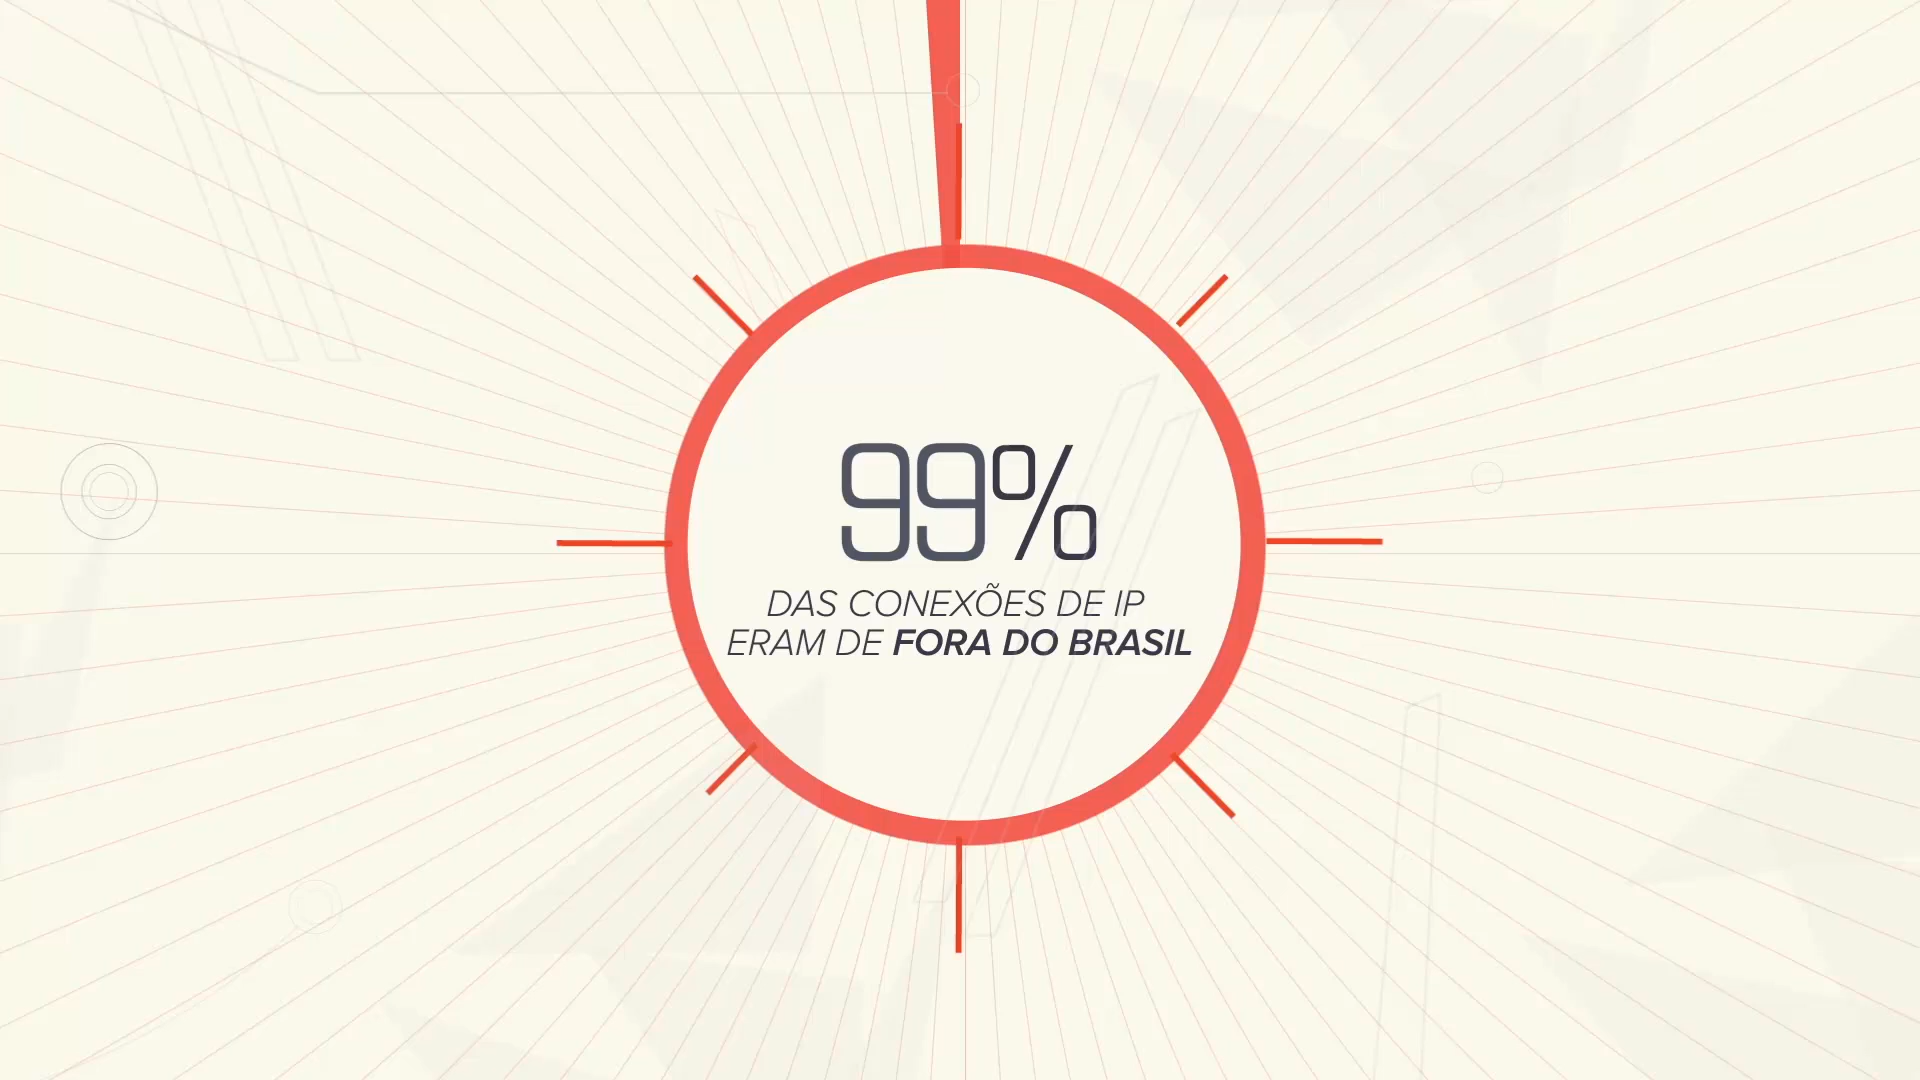 99%
DAS CONEXÕES DE IP
ERAM DE FORA DO BRASIL